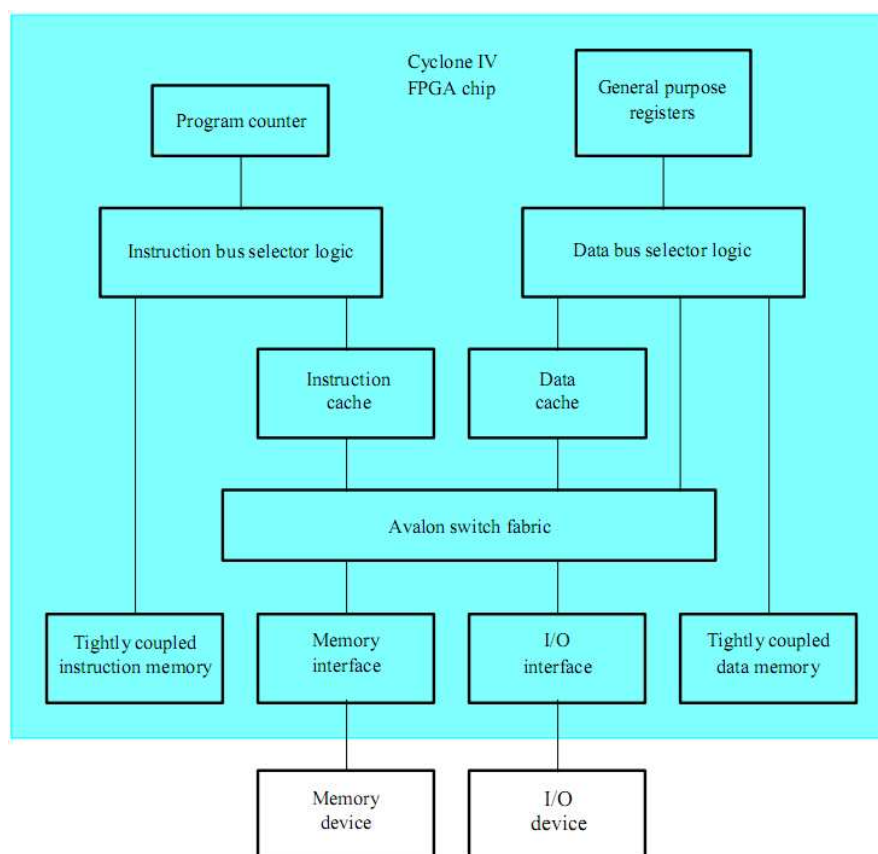 Cyclone IV
FPGA chip
General purpose
registers
Program counter
Instruction bus selector logic
Data bus selector logic
Instruction
cache
Data
cache
Avalon switch fabric
Tightly coupled
instruction memory
Memory
interface
I/O
interface
Tightly coupled
data memory
Memory
device
I/O
device